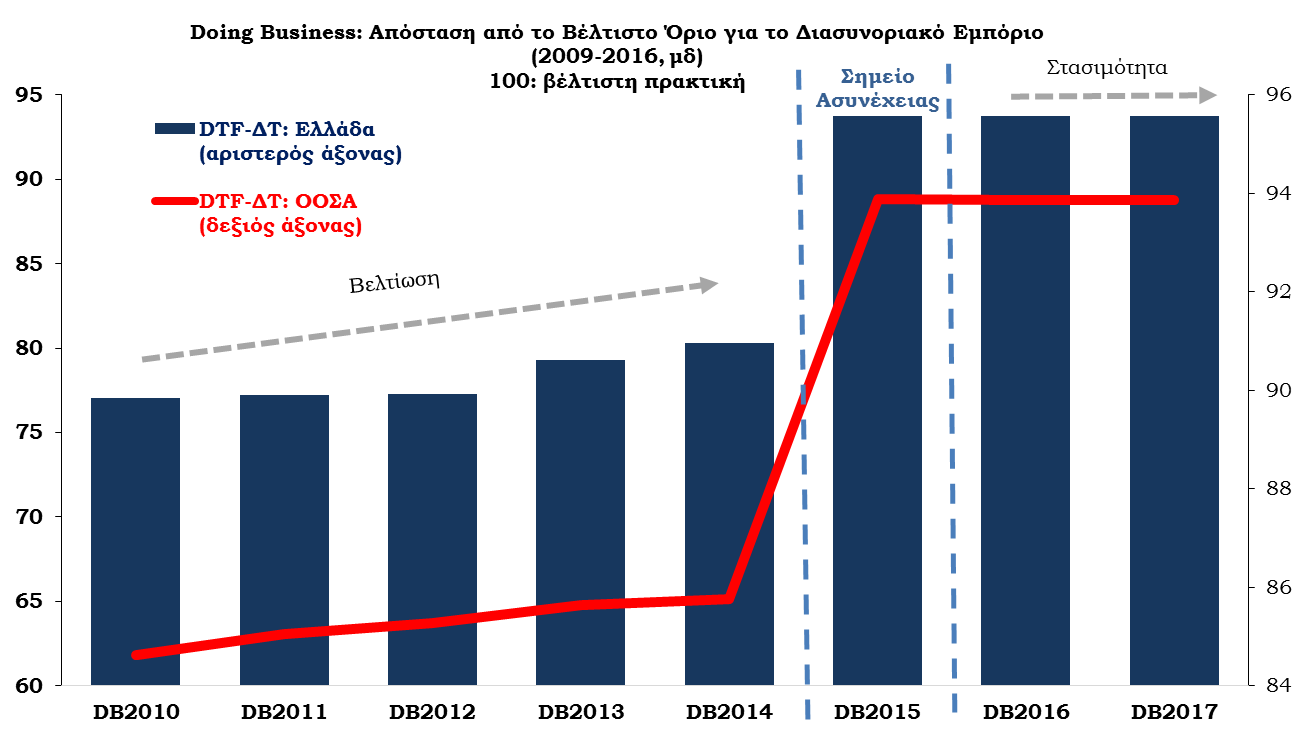 Doing Business: Απόσταση από το Βέλτιστο Όριο για το Διασυνοριακό Εμπόριο
(2009-2016, μδ)
100: βέλτιστη πρακτική
Σημείο
Ασυνέχειας
Στασιμότητα
DTF-ΔΤ: Ελλάδα
(αριστερός άξονας)
DTF-ΔΤ: ΟΟΣΑ
(δεξιός άξονας)
Βελτίωση
95
90
85
80
75
70
65
60
96
94
92
90
88
86
84
DB2010 DB2011 DB2012 DB2013 DB2014 DB2015 DB2016 DB2017